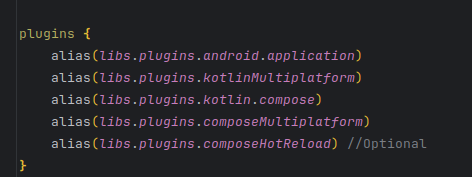 plugins {
    alias(libs.plugins.android.application)
    alias(libs.plugins.kotlinMultiplatform)
    alias(libs.plugins.kotlin.compose)
    alias(libs.plugins.composeMultiplatform)
    alias(libs.plugins.composeHotReload) //Optional
}